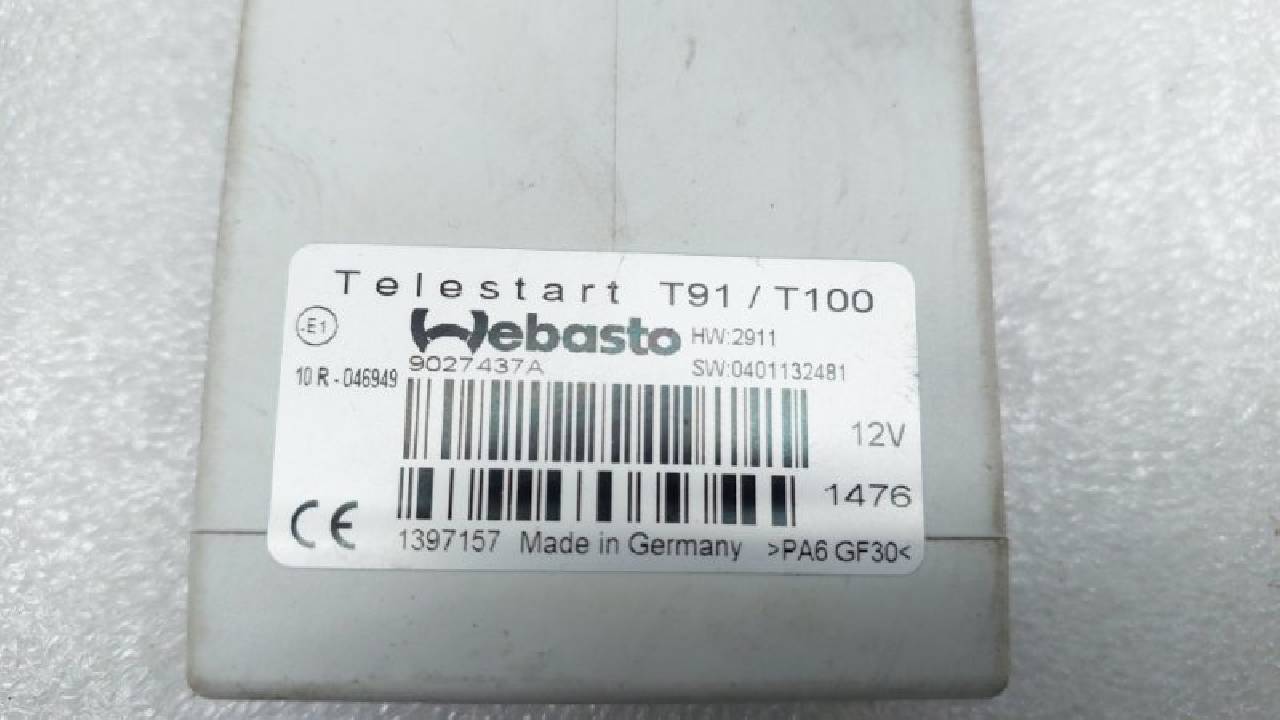 Telestart T91 / T100
E1
Webasto HW:2911
9027437A SW:0401132481
10 R - 046949
12V
1476
CE
1397157 Made in Germany >PA6 GF30<